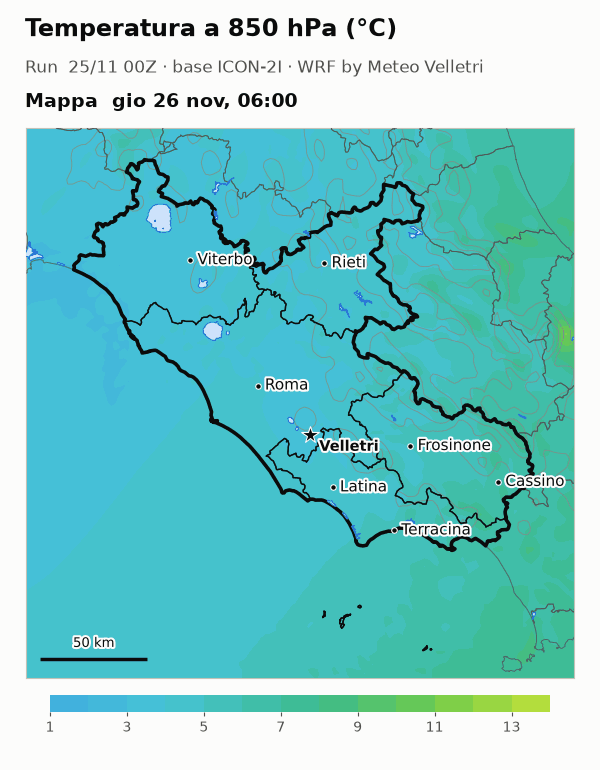 Temperatura a 850 hPa (°C)
Run  25/11 00Z · base ICON-2I · WRF by Meteo Velletri
Mappa  gio 26 nov, 06:00
Viterbo
Rieti
Roma
Velletri
Frosinone
Cassino
Latina
Terracina
50 km
1 3 5 7 9 11 13